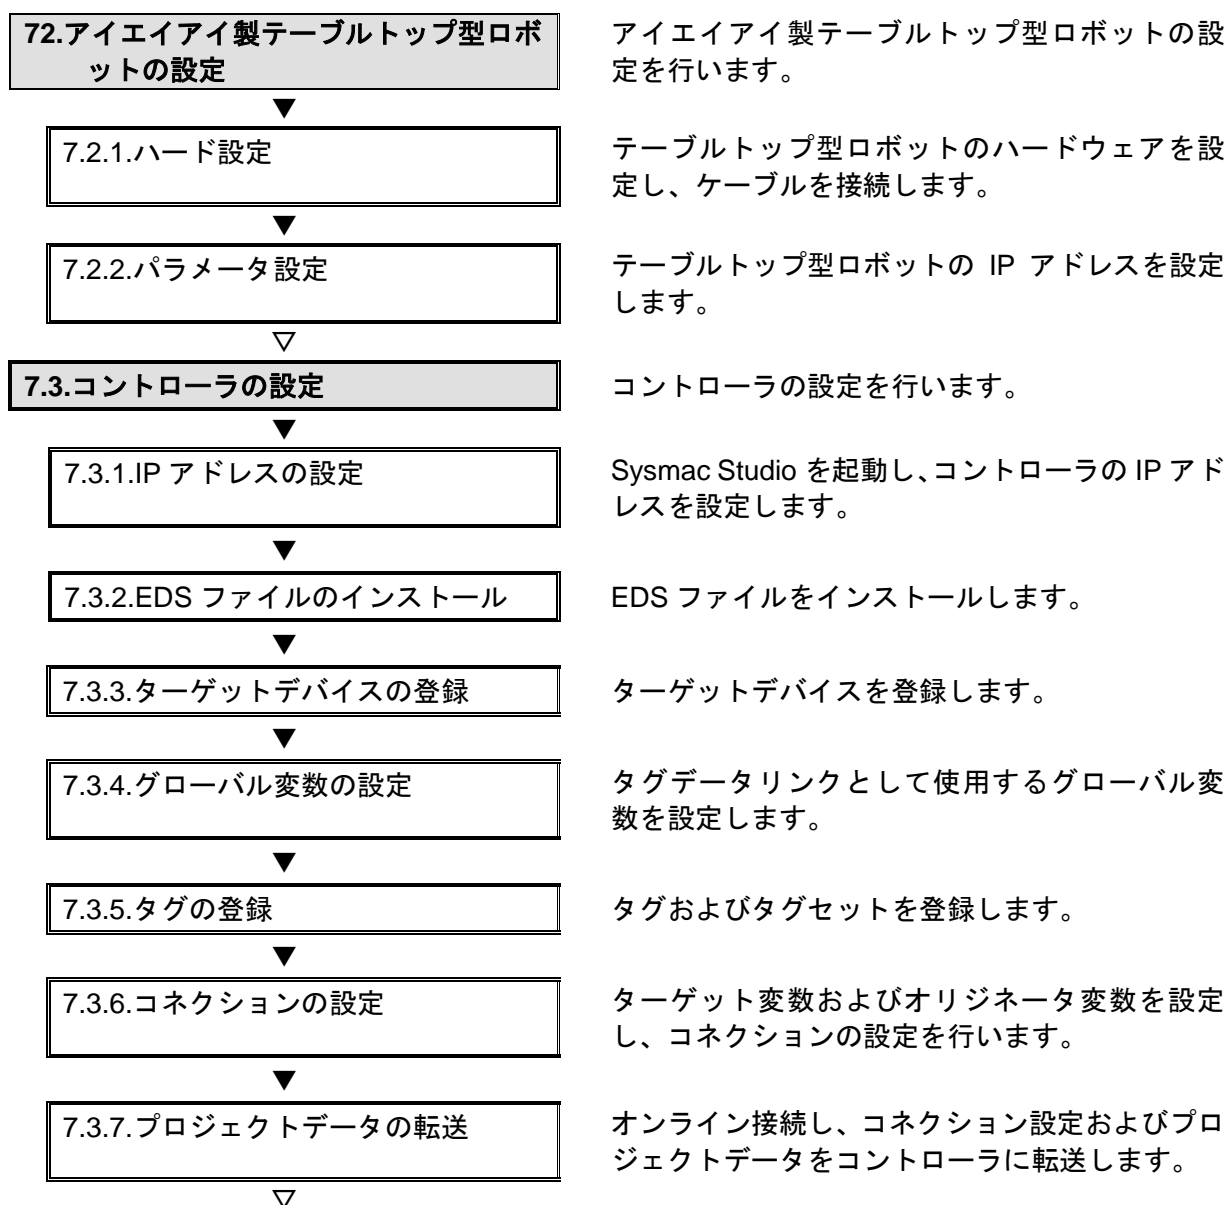 72.アイエイアイ製テーブルトップ型ロボ
ットの設定
アイエイアイ製テーブルトップ型ロボットの設
定を行います。
▼
7.2.1.ハード設定
テーブルトップ型ロボットのハードウェアを設
定し、ケーブルを接続します。
▼
7.2.2.パラメータ設定
テーブルトップ型ロボットの IP アドレスを設定
します。
▽
7.3.コントローラの設定
コントローラの設定を行います。
▼
7.3.1.IP アドレスの設定
Sysmac Studio を起動し、コントローラの IP アド
レスを設定します。
▼
7.3.2.EDS ファイルのインストール
EDS ファイルをインストールします。
▼
7.3.3.ターゲットデバイスの登録
ターゲットデバイスを登録します。
▼
7.3.4.グローバル変数の設定
タグデータリンクとして使用するグローバル変
数を設定します。
▼
7.3.5.タグの登録
タグおよびタグセットを登録します。
▼
7.3.6.コネクションの設定
ターゲット変数およびオリジネータ変数を設定
し、コネクションの設定を行います。
▼
7.3.7.プロジェクトデータの転送
オンライン接続し、コネクション設定およびプロ
ジェクトデータをコントローラに転送します。
▽